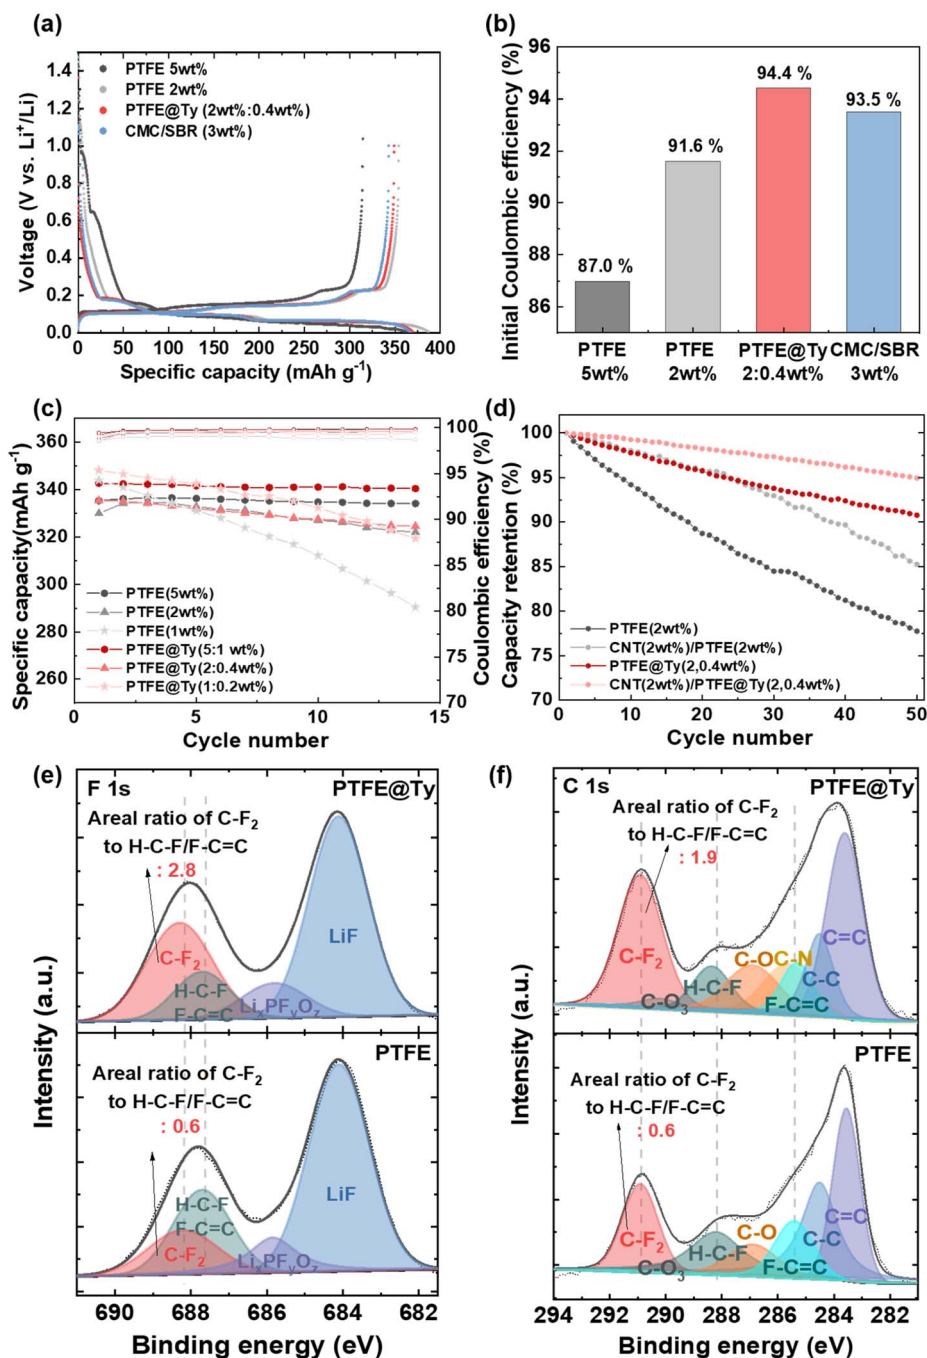 (a)
PTFE 5wt%
PTFE 2wt%
PTFE@Ty (2wt%:0.4wt%)
CMC/SBR (3wt%)
1.4
1.2
1.0
0.8
0.6
0.4
0.2
0.0
Voltage (V vs. Li⁺/Li)
0 50 100 150 200 250 300 350 400
Specific capacity (mAh g⁻¹)
(b)
96
94
92
90
88
86
Initial Coulombic efficiency (%)
87.0 %
91.6 %
94.4 %
93.5 %
PTFE
5wt%
PTFE
2wt%
PTFE@Ty
2:0.4wt%
CMC/SBR
3wt%
(c)
360
340
320
300
280
260
Specific capacity(mAh g⁻¹)
100
95
90
85
80
75
70
Coulombic efficiency (%)
PTFE(5wt%)
PTFE(2wt%)
PTFE(1wt%)
PTFE@Ty(5:1 wt%)
PTFE@Ty(2:0.4wt%)
PTFE@Ty(1:0.2wt%)
0 5 10 15
Cycle number
(d)
100
95
90
85
80
75
70
Capacity retention (%)
PTFE(2wt%)
CNT(2wt%)/PTFE(2wt%)
PTFE@Ty(2,0.4wt%)
CNT(2wt%)/PTFE@Ty(2,0.4wt%)
0 10 20 30 40 50
Cycle number
(e)
F 1s
PTFE@Ty
Areal ratio of C-F₂
to H-C-F/F-C=C
: 2.8
C-F₂
H-C-F
F-C=C
LiₓPFᵧO_z
LiF
PTFE
Areal ratio of C-F₂
to H-C-F/F-C=C
: 0.6
H-C-F
F-C=C
C-F₂
LiₓPFᵧO_z
LiF
Intensity (a.u.)
690 688 686 684 682
Binding energy (eV)
(f)
C 1s
PTFE@Ty
Areal ratio of C-F₂
to H-C-F/F-C=C
: 1.9
C-F₂
C-O₃
H-C-F
C-O
C-N
F-C=C
C-C
C=C
PTFE
Areal ratio of C-F₂
to H-C-F/F-C=C
: 0.6
C-F₂
C-O₃
H-C-F
C-O
F-C=C
C-C
C=C
Intensity (a.u.)
294 292 290 288 286 284 282
Binding energy (eV)